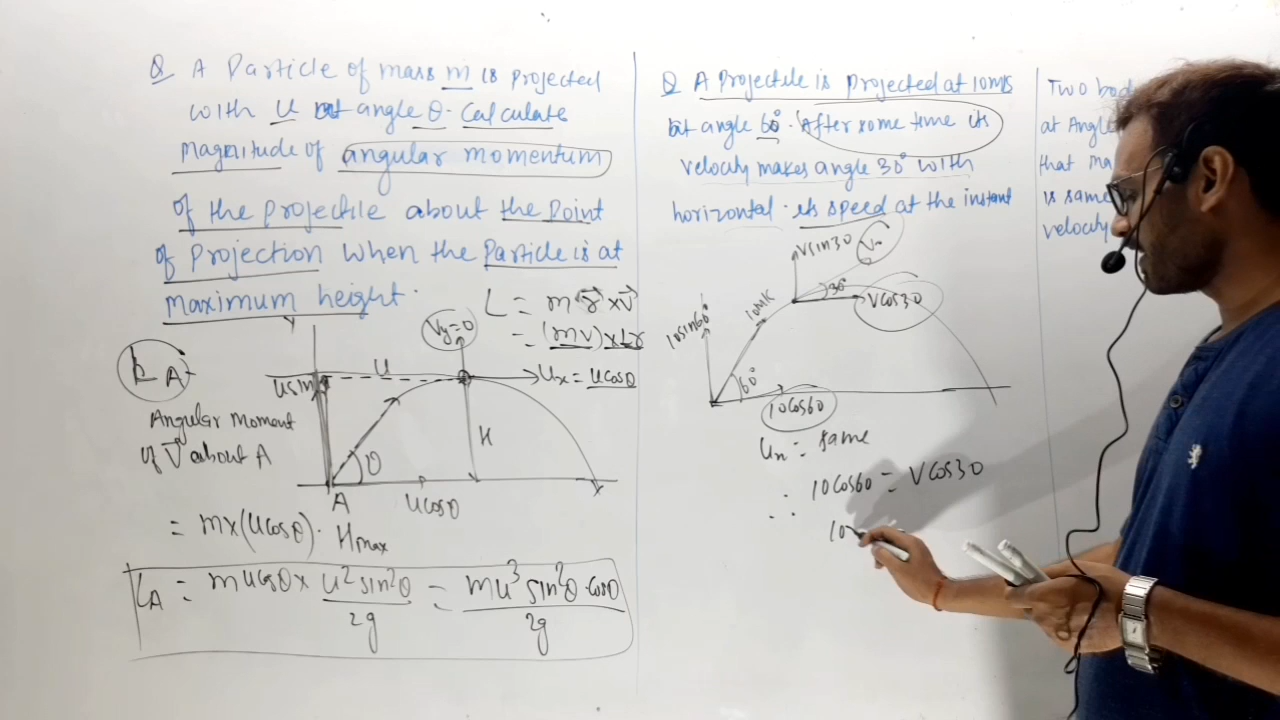 Q A Particle of mass m is projected
with u at angle θ. Calculate
magnitude of angular momentum
of the projectile about the point
of projection when the particle is at
maximum height.
L = m r⃗ × v⃗
= (mv) × ⊥r
Vy=0
Ux = ucosθ
Y
U
usin
L A
θ
H
A
ucosθ
Angular Moment
of V⃗ about A
= m×(ucosθ). Hmax
LA = mucosθ × u²sin²θ/2g = mu³sin²θ.cosθ/2g
Q A Projectile is projected at 10m/s
at angle 60°. After some time its
velocity makes angle 30° with
horizontal. its speed at the instant
Vsin30
30°
Vcos30
10sin60°
60°
10cos60
= same
∴ 10cos60 = Vcos30
10
Two bod
at Angle
that ma
is same
velocity